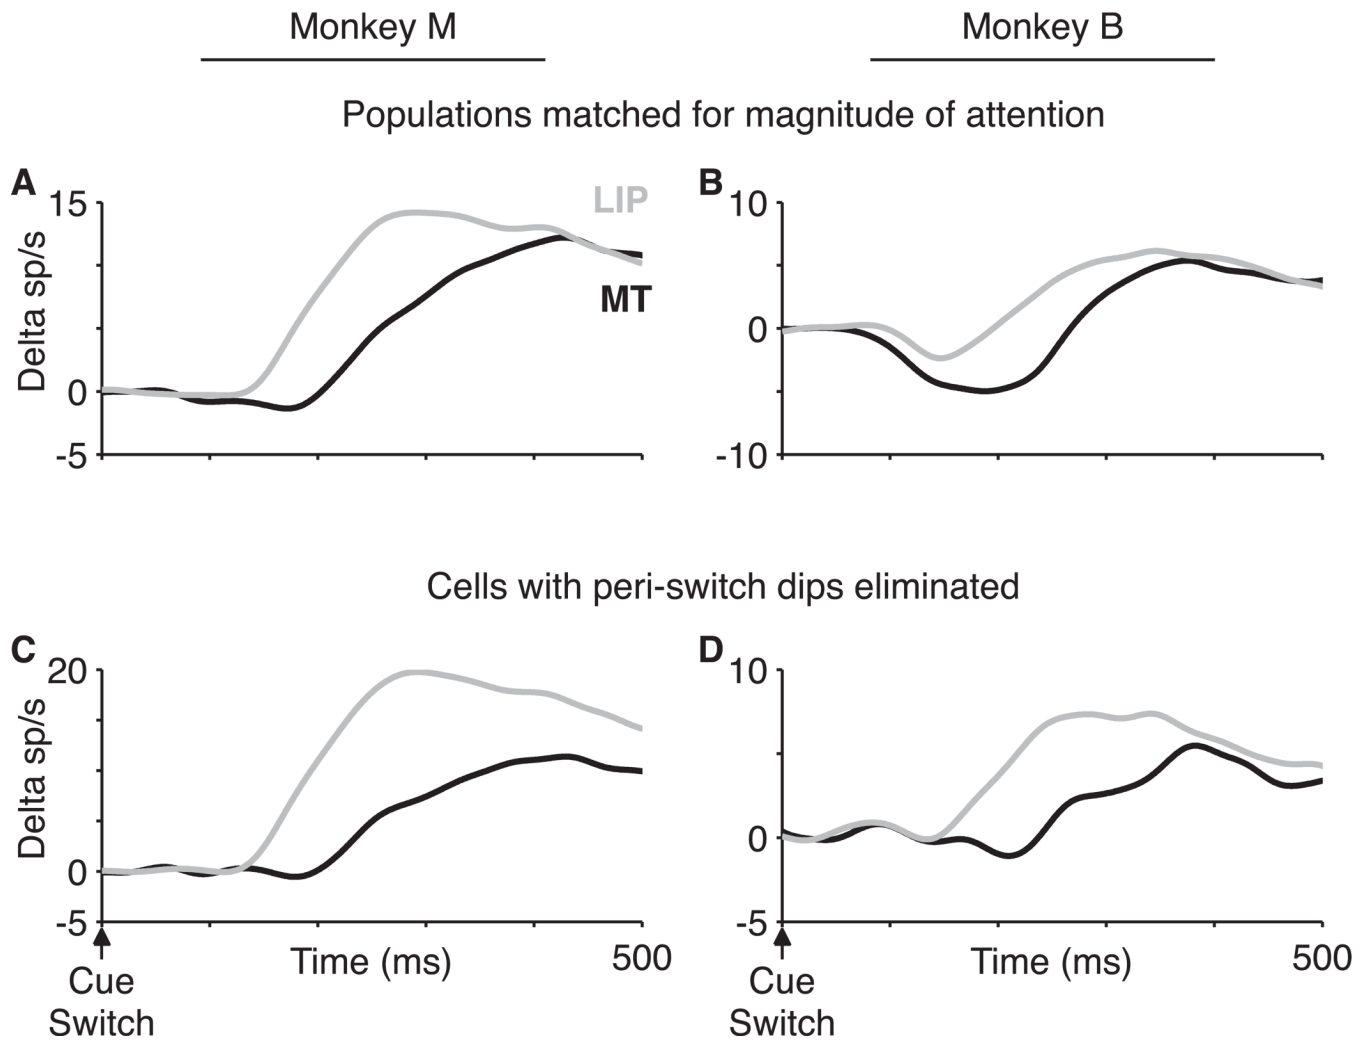 Monkey M
Monkey B
Populations matched for magnitude of attention
A
B
15
0
-5
Delta sp/s
LIP
MT
10
0
-10
Cells with peri-switch dips eliminated
C
D
20
0
-5
Delta sp/s
10
0
-5
Cue
Switch
Time (ms)
500
Cue
Switch
Time (ms)
500